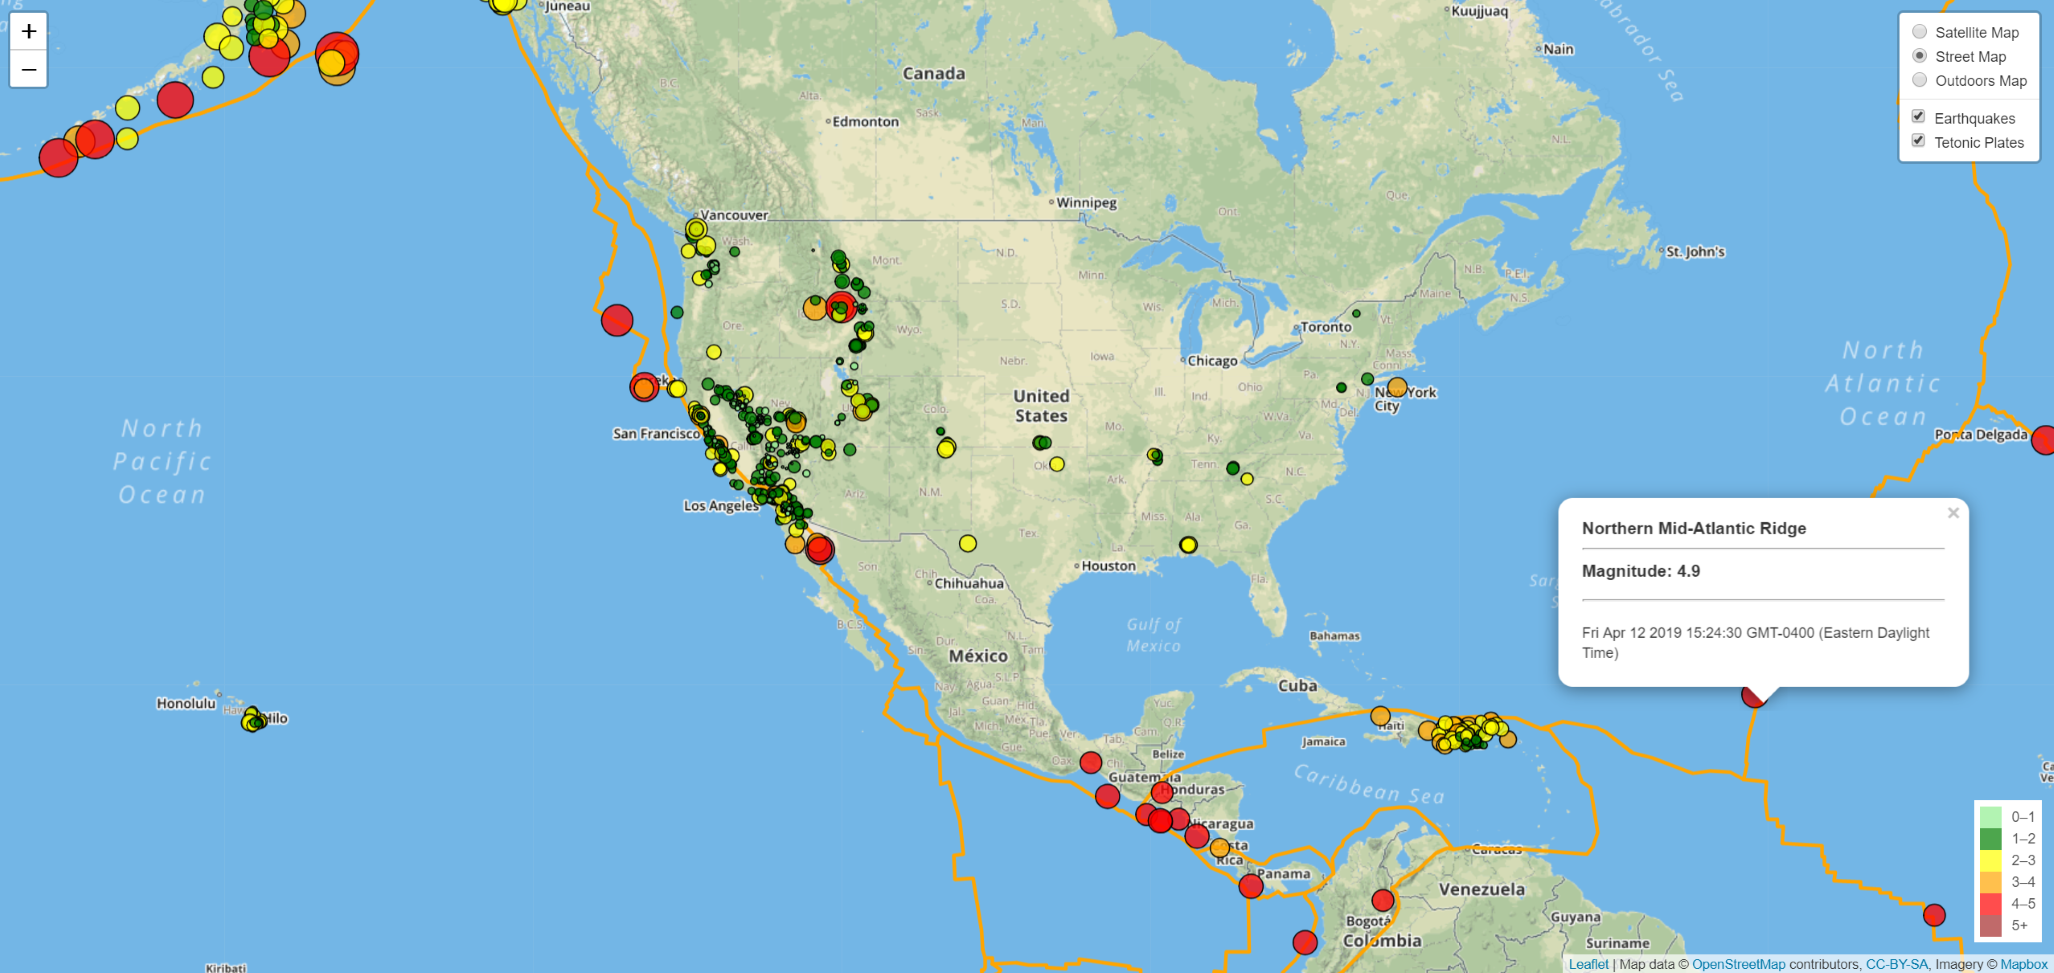 +
−
Satellite Map
Street Map
Outdoors Map
Earthquakes
Tetonic Plates
Juneau
Kuujjuaq
Nain
Labrador Sea
Canada
B.C.
Alta.
Sask
Man.
Edmonton
N.L.
Que
Ont
Winnipeg
Vancouver
Wash.
Mont.
N.D.
Minn.
St. John's
N.B.
P.E.I.
N.S.
Maine
Ore.
Wyo.
S.D.
Wis.
Mich.
Toronto
Vt.
N.Y.
Mass
Conn.
Chicago
Nebr.
Iowa
Ill.
Ind.
Ohio
Pa.
Md.
Del
New York
City
United
States
Nev
Colo.
Mo.
W.Va.
Ky.
Va.
San Francisco
Cal
North
Pacific
Ocean
North
Atlantic
Ocean
Ponta Delgada
Ok
Ark.
Tenn.
N.C.
S.C.
Los Angeles
Ariz
N.M.
Miss.
Ala.
Ga.
Tex.
La.
Houston
Fla.
Son.
Chih
Chihuahua
Coa.
B.C.S.
Sin.
N.L.
Tam
México
Gulf of
Mexico
Bahamas
Cuba
Northern Mid-Atlantic Ridge
×
Magnitude: 4.9
Fri Apr 12 2019 15:24:30 GMT-0400 (Eastern Daylight
Time)
Honolulu
Hilo
Nay.
Agua.
S.L.P
Jal.
Gua.
Hid.
Mich.
Méx.
Tla.
Pue.
Ver.
Gue.
Oax.
Tab.
Chi.
Cam
Yuc.
Q.R.
Haiti
Jamaica
Belize
Guatemala
Honduras
Nicaragua
Costa
Rica
Panama
Caribbean Sea
Caracas
Venezuela
Bogotá
Colombia
Guyana
Suriname
Kiribati
0–1
1–2
2–3
3–4
4–5
5+
Leaflet | Map data © OpenStreetMap contributors, CC-BY-SA, Imagery © Mapbox